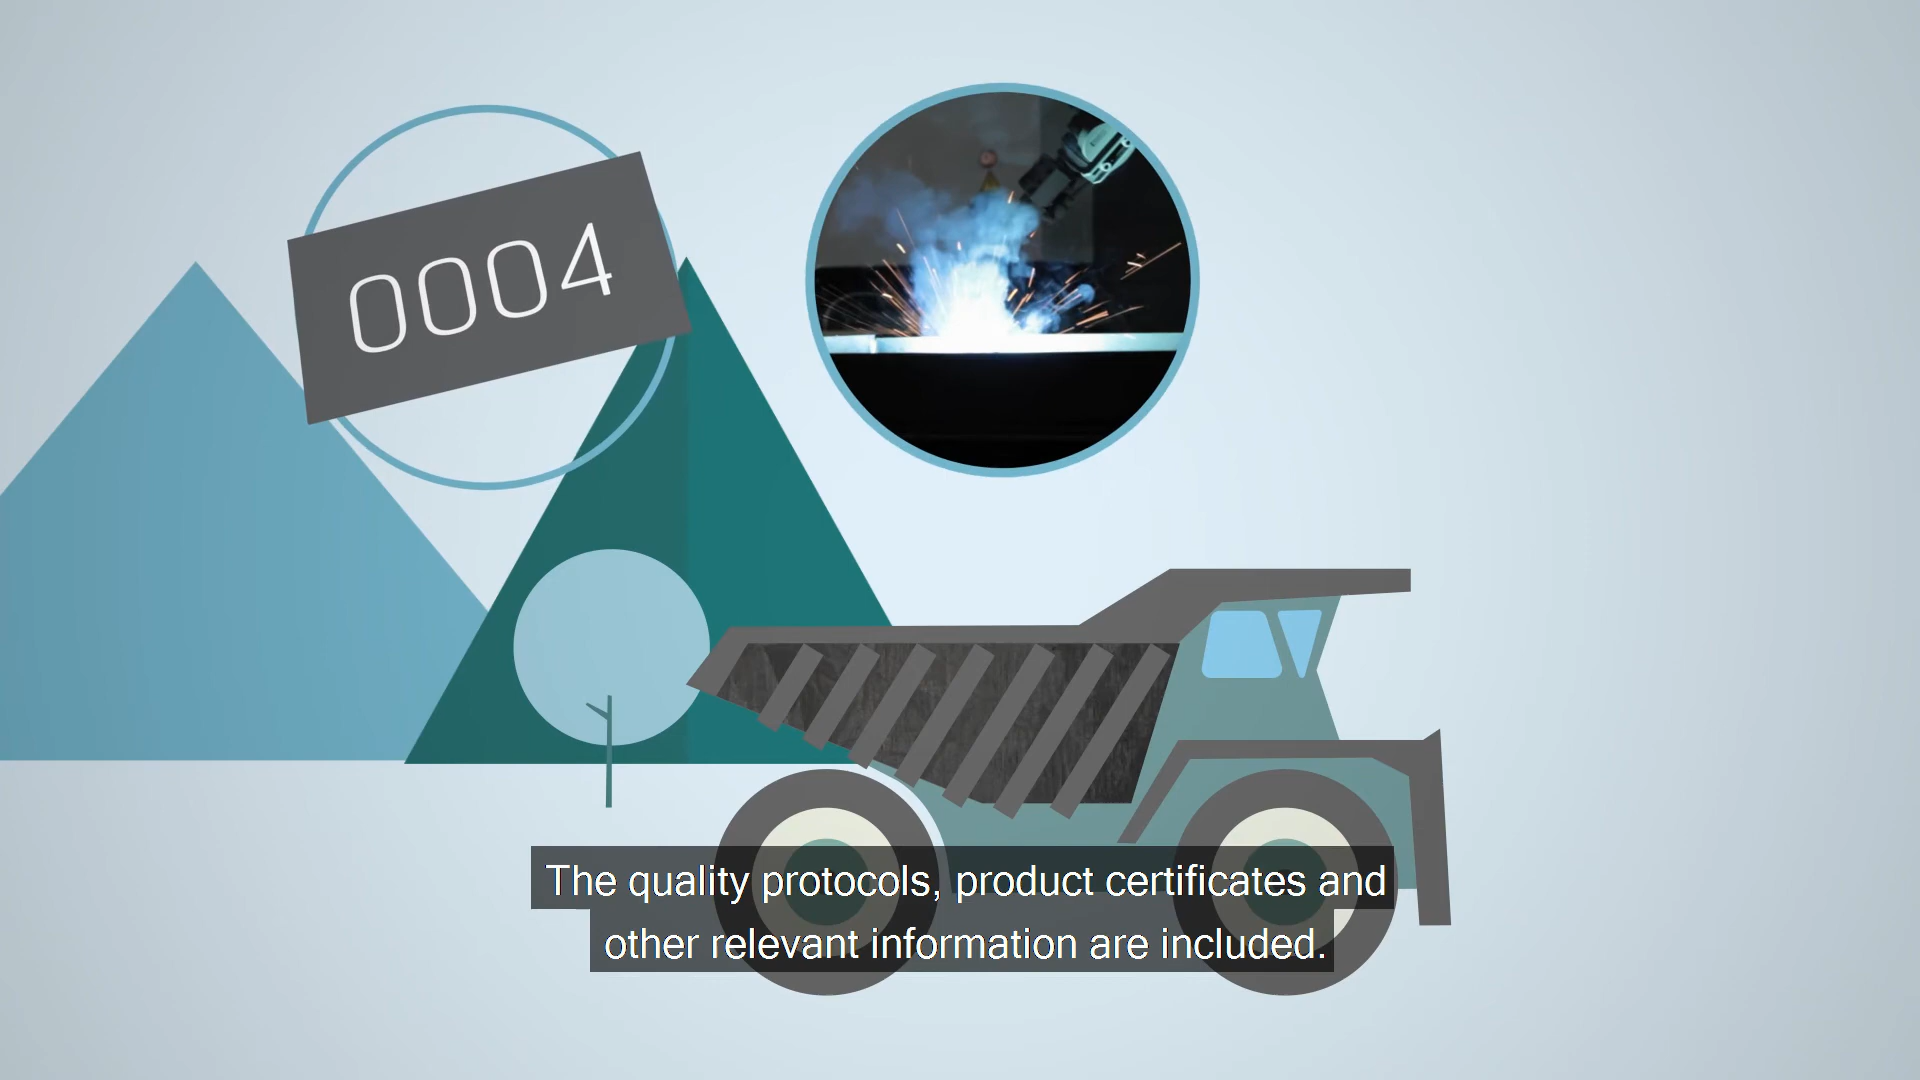 0004
The quality protocols, product certificates and
other relevant information are included.